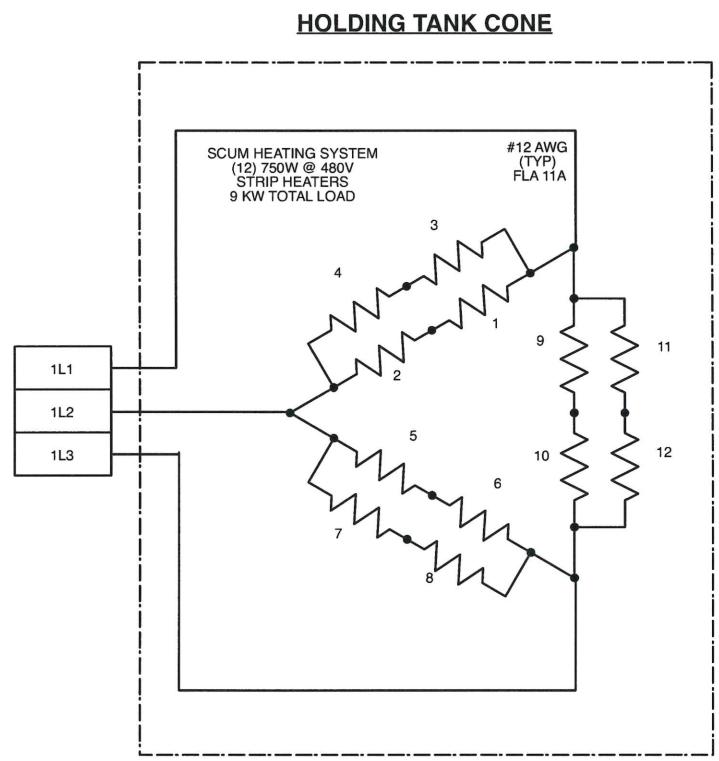 HOLDING TANK CONE
SCUM HEATING SYSTEM
(12) 750W @ 480V
STRIP HEATERS
9 KW TOTAL LOAD
#12 AWG
(TYP)
FLA 11A
3
4
1
2
9
11
1L1
1L2
1L3
5
6
10
12
7
8